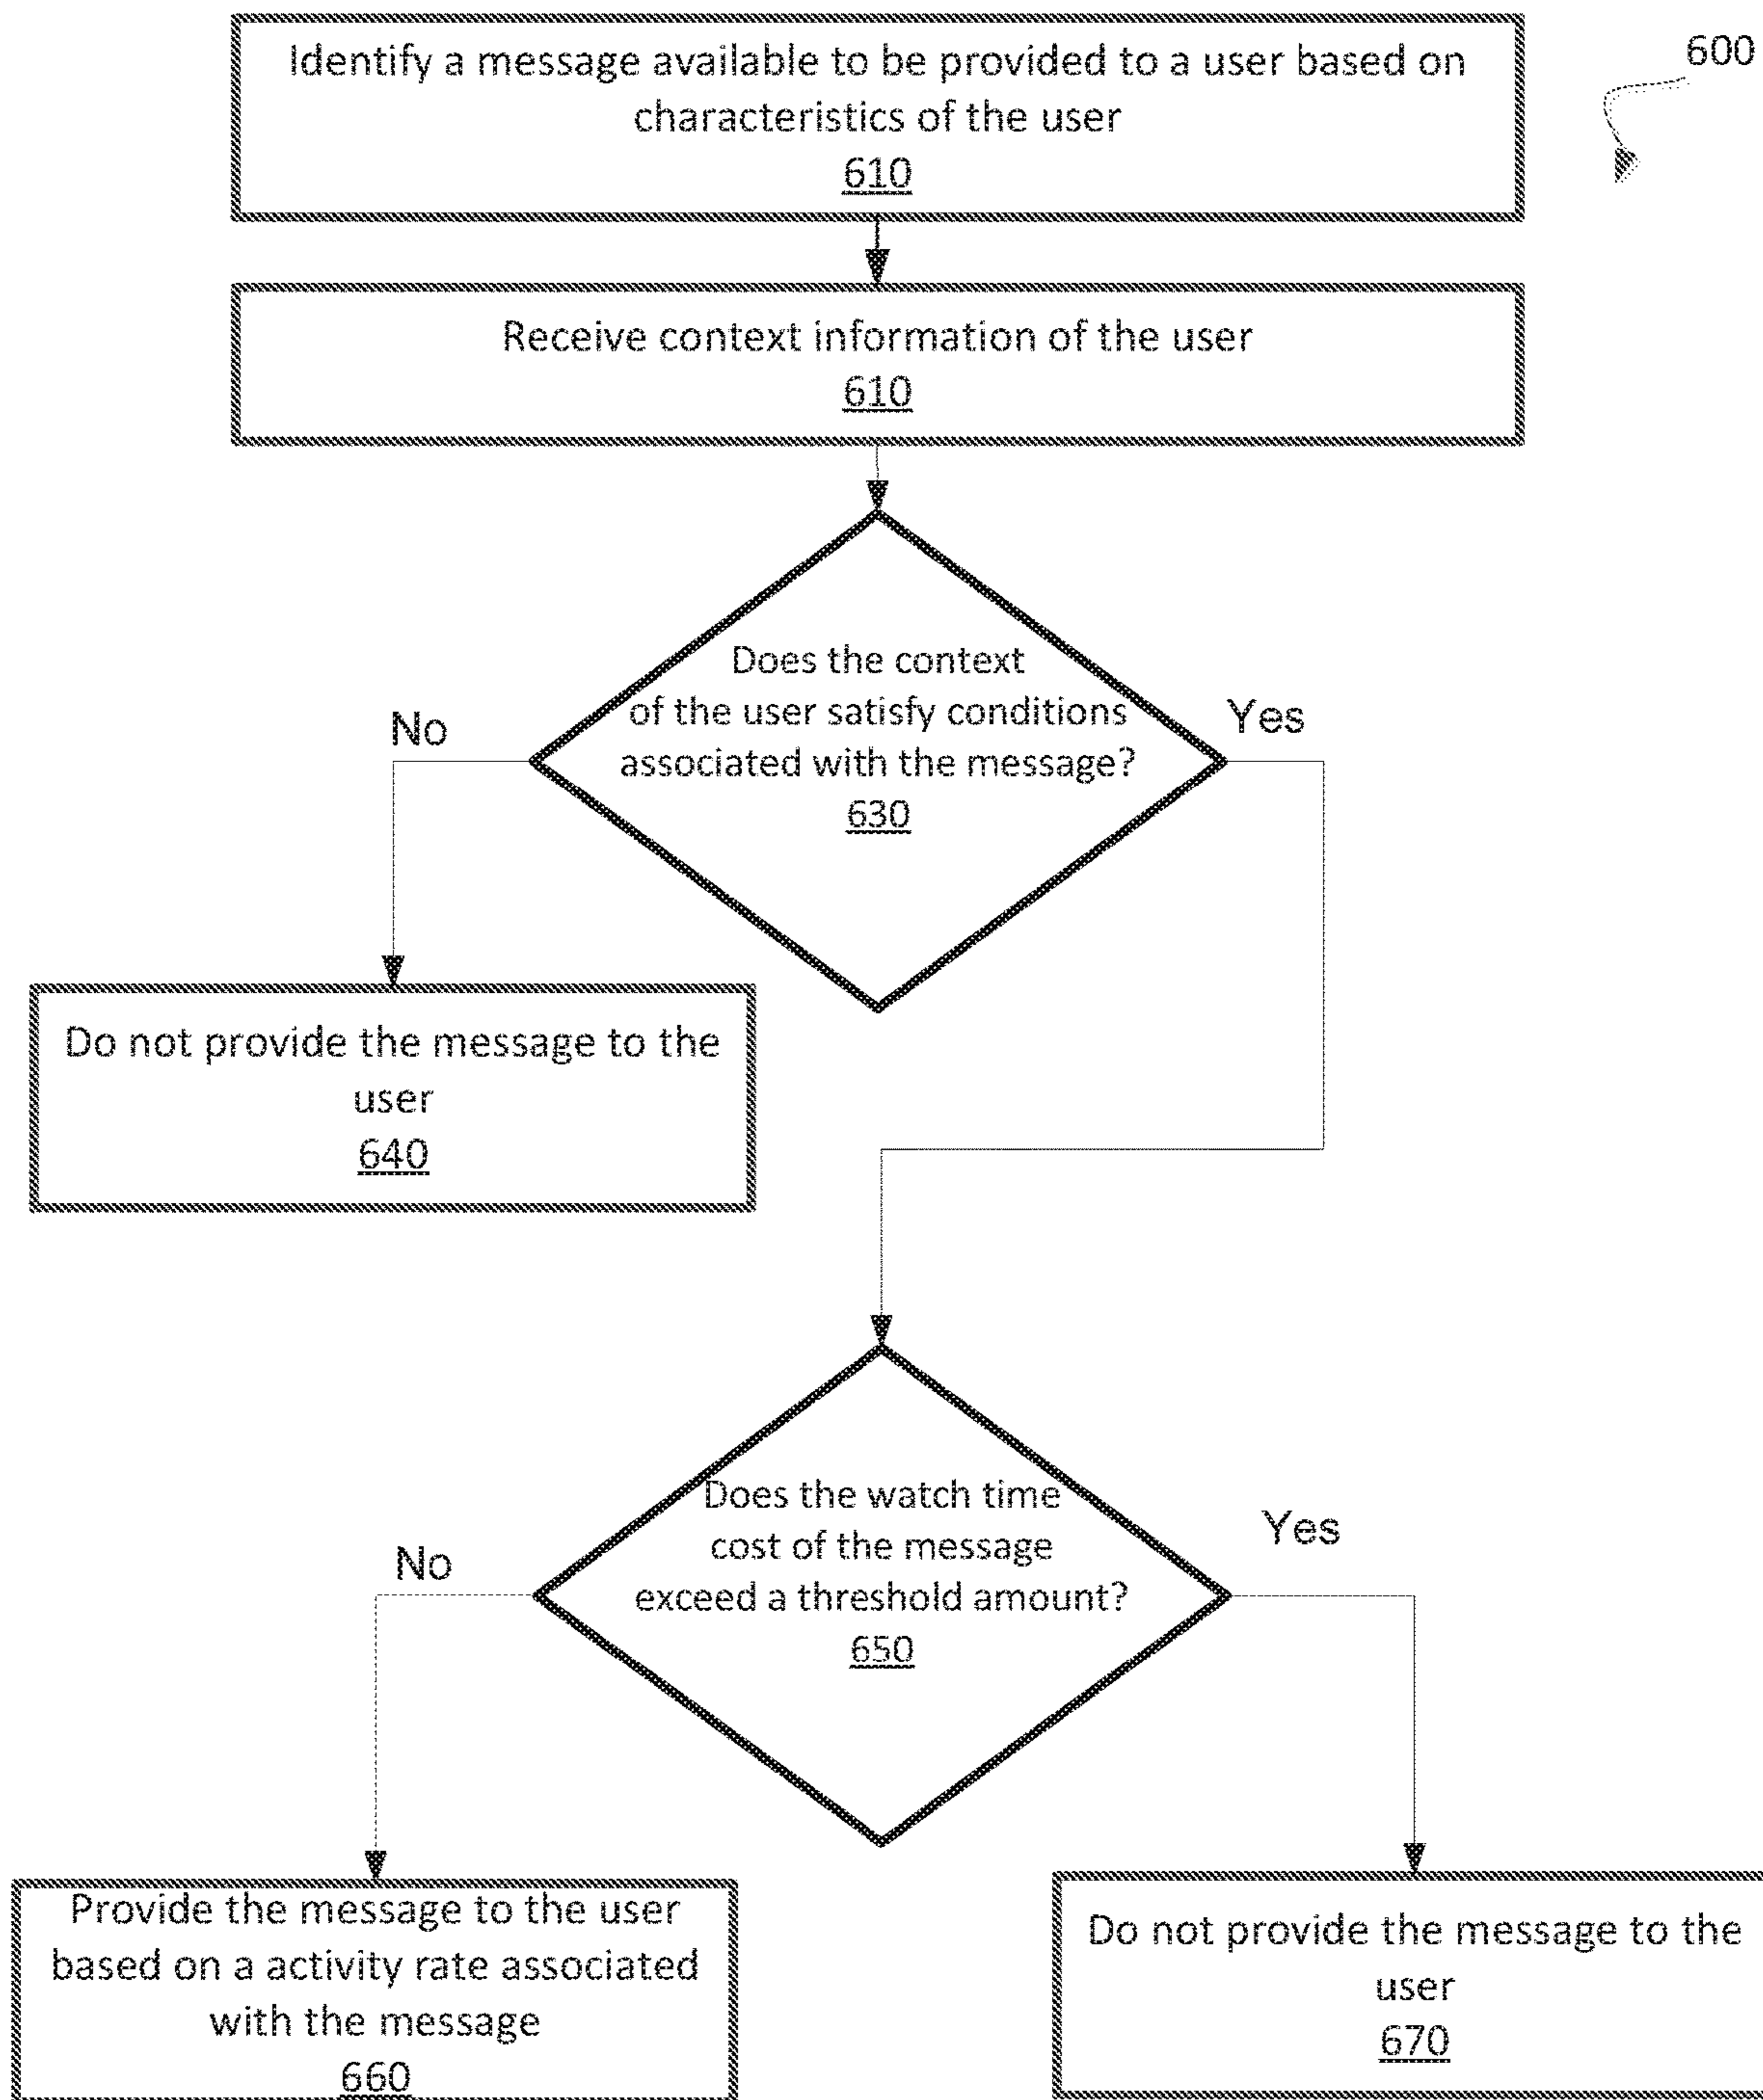 Identify a message available to be provided to a user based on
characteristics of the user
610
600
Receive context information of the user
610
Does the context
of the user satisfy conditions
associated with the message?
630
No
Yes
Do not provide the message to the
user
640
Does the watch time
cost of the message
exceed a threshold amount?
650
No
Yes
Provide the message to the user
based on a activity rate associated
with the message
660
Do not provide the message to the
user
670